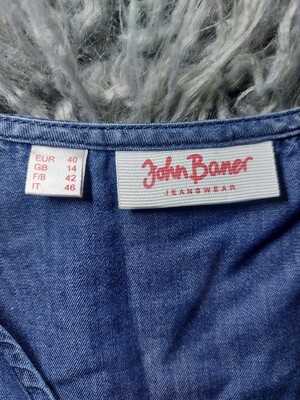 EUR 40
GB 14
F/B 42
IT 46
John Baner
JEANSWEAR